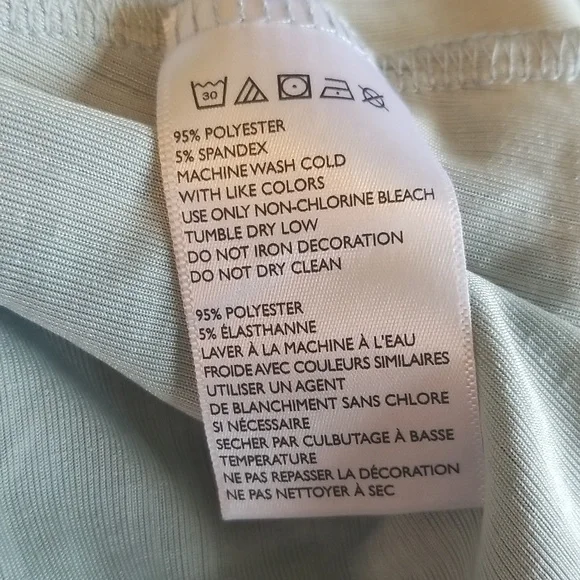 30
95% POLYESTER
5% SPANDEX
MACHINE WASH COLD
WITH LIKE COLORS
USE ONLY NON-CHLORINE BLEACH
TUMBLE DRY LOW
DO NOT IRON DECORATION
DO NOT DRY CLEAN
95% POLYESTER
5% ÉLASTHANNE
LAVER À LA MACHINE À L'EAU
FROIDE AVEC COULEURS SIMILAIRES
UTILISER UN AGENT
DE BLANCHIMENT SANS CHLORE
SI NÉCESSAIRE
SECHER PAR CULBUTAGE À BASSE
TEMPERATURE
NE PAS REPASSER LA DÉCORATION
NE PAS NETTOYER À SEC